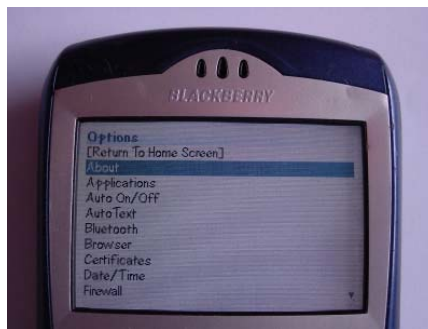 BLACKBERRY
Options
[Return To Home Screen]
About
Applications
Auto On/Off
AutoText
Bluetooth
Browser
Certificates
Date/Time
Firewall